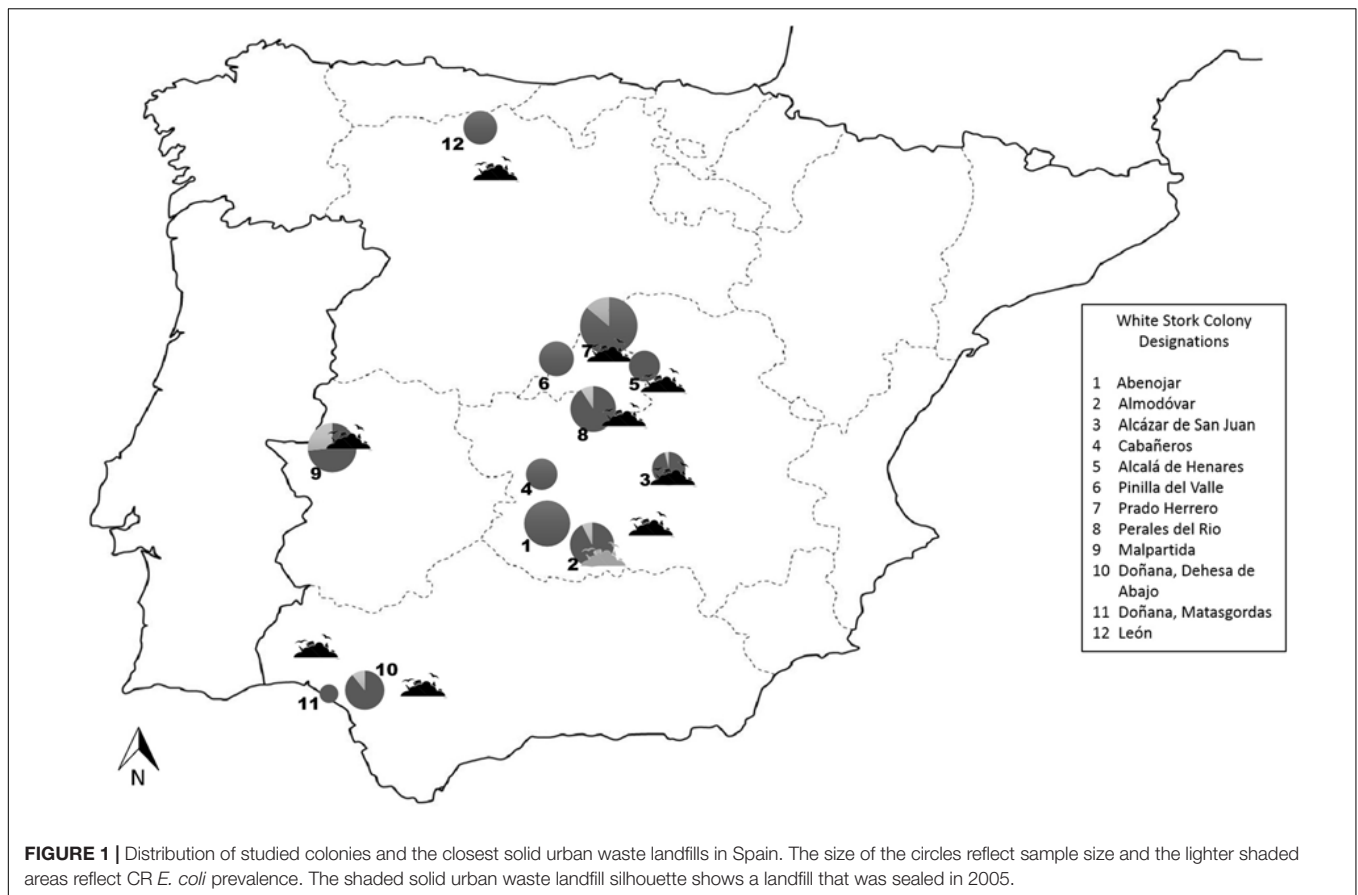 12
7
6
5
8
9
4
3
1
2
10
11
N
White Stork Colony
Designations
1 Abenojar
2 Almodóvar
3 Alcázar de San Juan
4 Cabañeros
5 Alcalá de Henares
6 Pinilla del Valle
7 Prado Herrero
8 Perales del Rio
9 Malpartida
10 Doñana, Dehesa de
Abajo
11 Doñana, Matasgordas
12 León
FIGURE 1 | Distribution of studied colonies and the closest solid urban waste landfills in Spain. The size of the circles reflect sample size and the lighter shaded
areas reflect CR E. coli prevalence. The shaded solid urban waste landfill silhouette shows a landfill that was sealed in 2005.